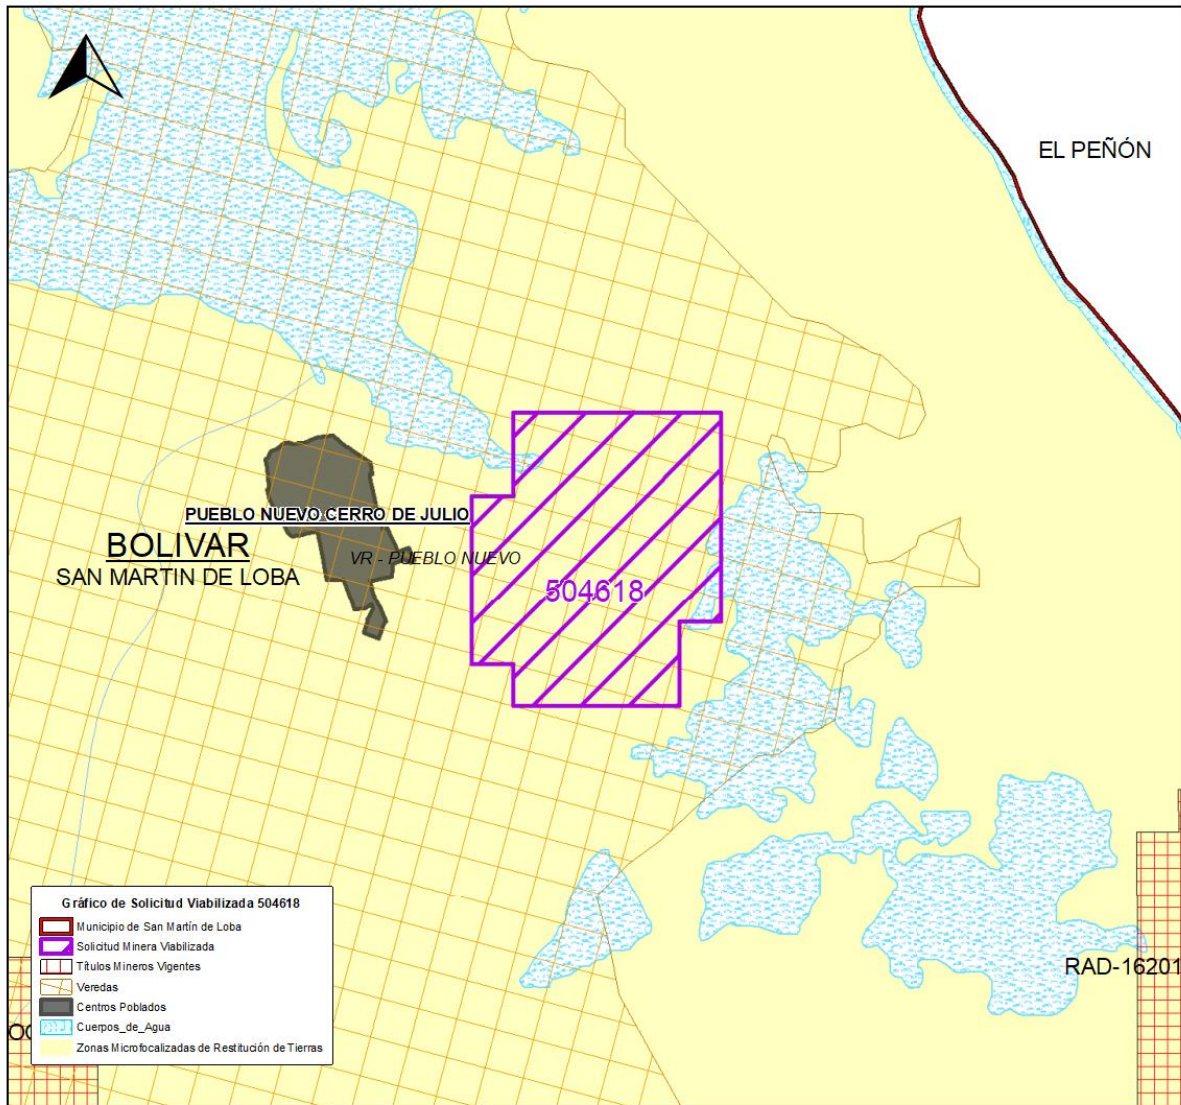 EL PEÑÓN
PUEBLO NUEVO CERRO DE JULIO
BOLIVAR
VR - PUEBLO NUEVO
SAN MARTIN DE LOBA
504618
Gráfico de Solicitud Viabilizada 504618
Municipio de San Martín de Loba
Solicitud Minera Viabilizada
Títulos Mineros Vigentes
Veredas
Centros Poblados
Cuerpos_de_Agua
Zonas Microfocalizadas de Restitución de Tierras
RAD-16201